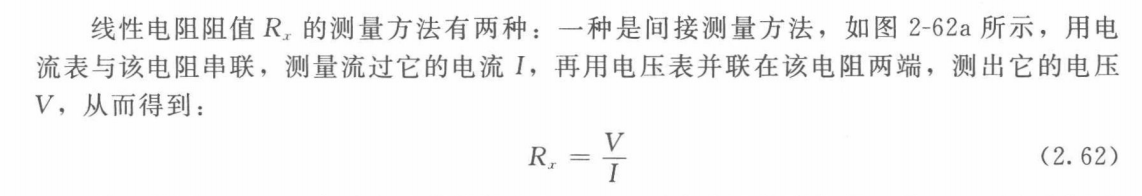 线性电阻阻值 Rₓ 的测量方法有两种：一种是间接测量方法，如图 2-62a 所示，用电
流表与该电阻串联，测量流过它的电流 I，再用电压表并联在该电阻两端，测出它的电压
V，从而得到：
Rₓ = V/I （2.62）